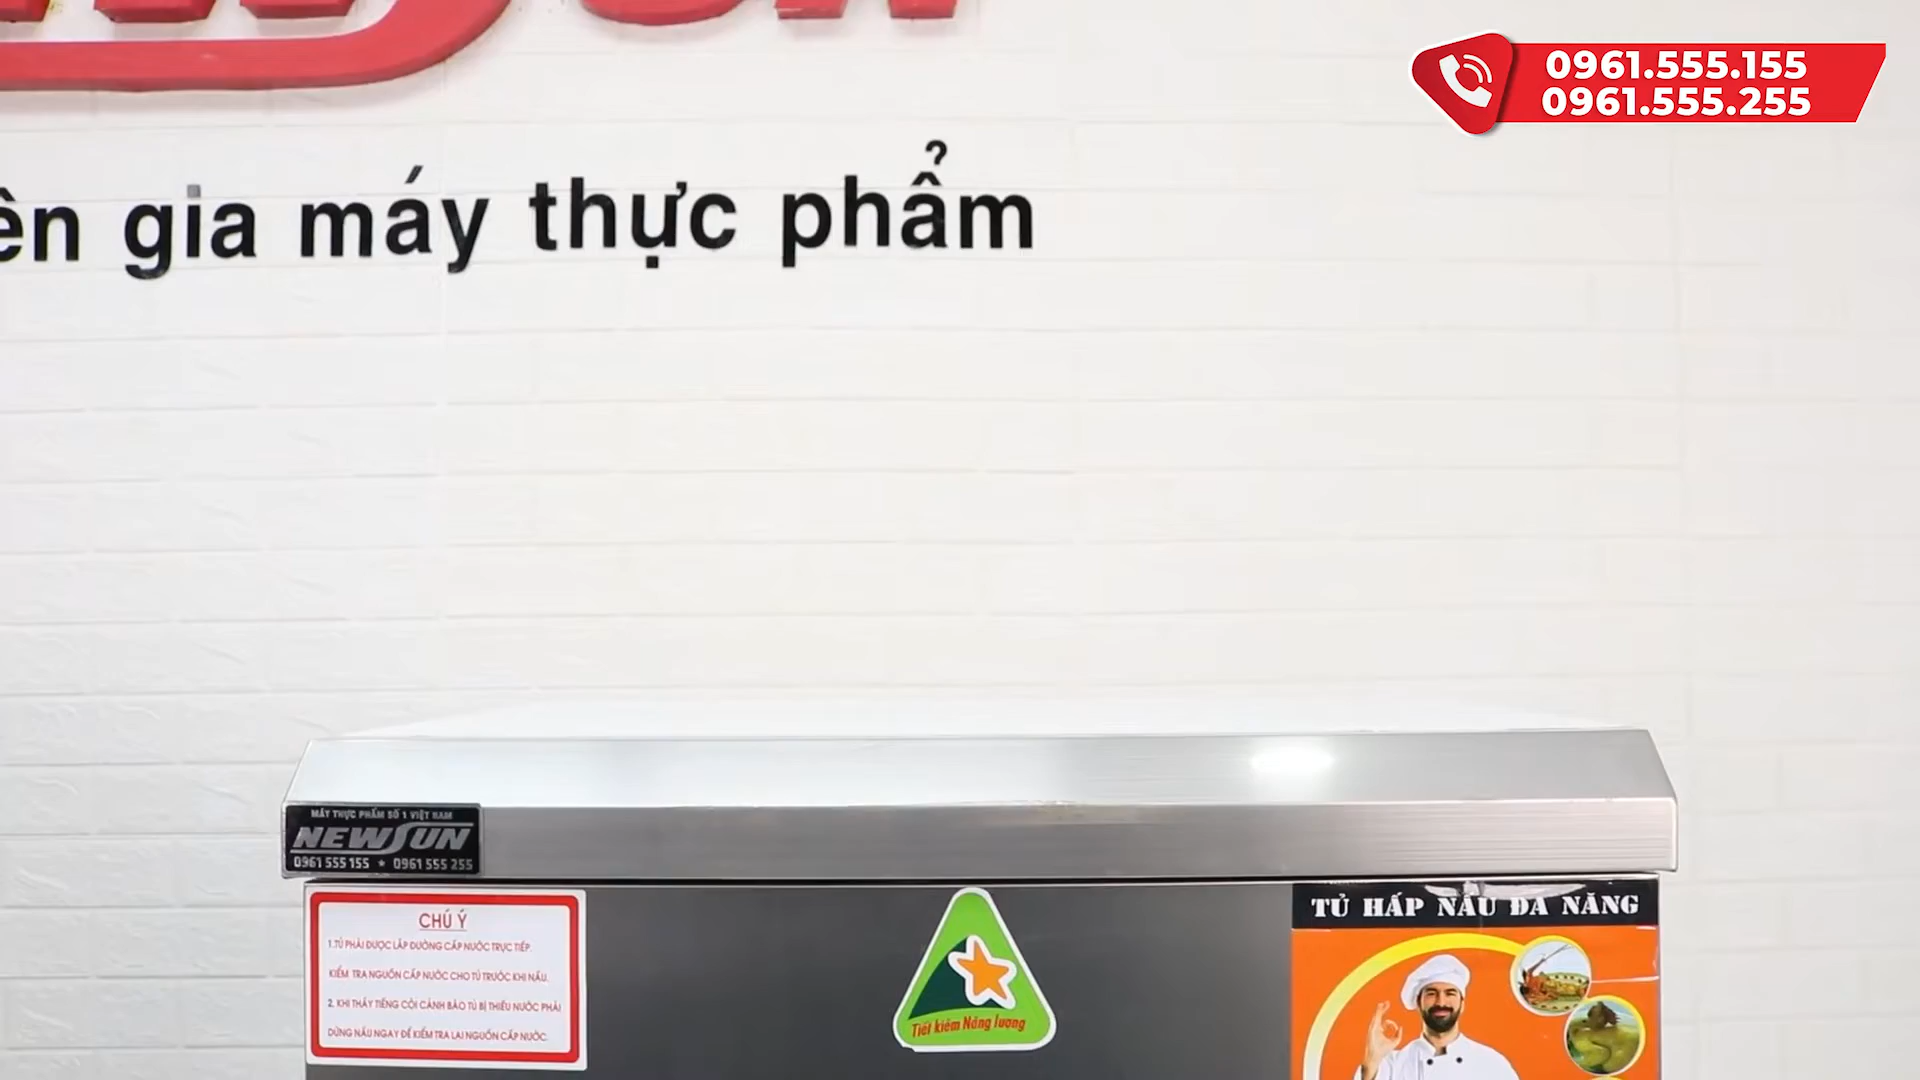 0961.555.155
0961.555.255
gia máy thực phẩm
MÁY THỰC PHẨM SỐ 1 VIỆT NAM
NEWSUN
0961 555 155 ★ 0961 555 255
CHÚ Ý
1.TỦ PHẢI ĐƯỢC LẮP ĐƯỜNG CẤP NƯỚC TRỰC TIẾP.
KIỂM TRA NGUỒN CẤP NƯỚC CHO TỦ TRƯỚC KHI NẤU.
2. KHI THẤY TIẾNG CÒI CẢNH BÁO TỦ BỊ THIẾU NƯỚC PHẢI
DỪNG NẤU NGAY ĐỂ KIỂM TRA LẠI NGUỒN CẤP NƯỚC.
Tiết kiệm Năng lượng
TỦ HẤP NẤU ĐA NĂNG